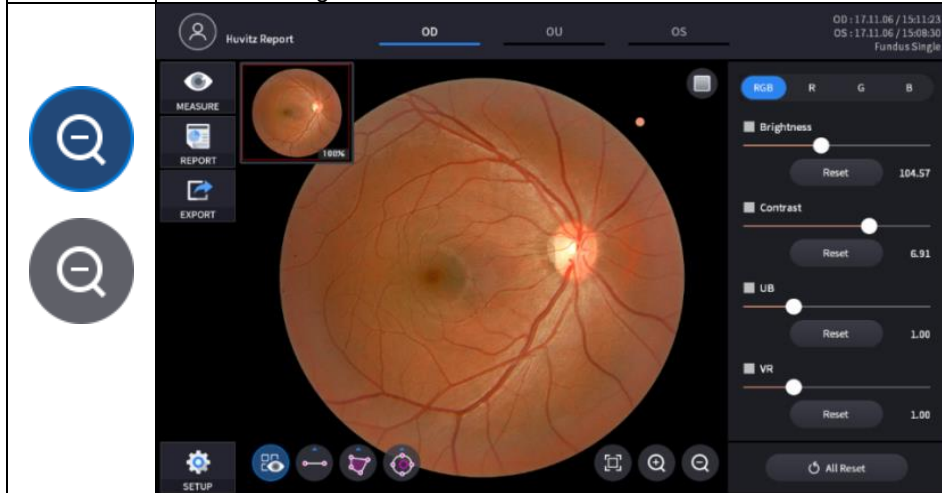 Huvitz Report
OD
OU
OS
OD : 17.11.06 / 15:11:23
OS : 17.11.06 / 15:08:30
Fundus Single
MEASURE
REPORT
EXPORT
100%
RGB
R
G
B
Brightness
Reset
104.57
Contrast
Reset
6.91
UB
Reset
1.00
VR
Reset
1.00
SETUP
All Reset